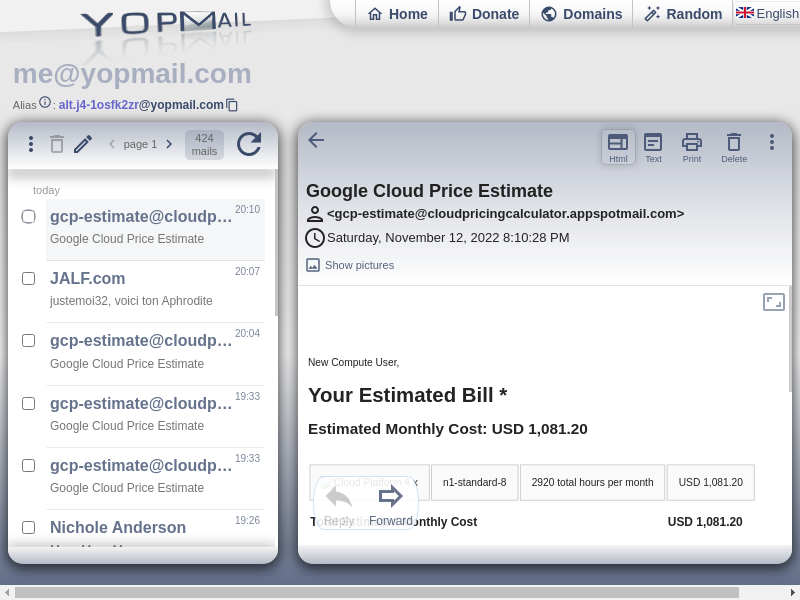 YOPMail
Home
Donate
Domains
Random
English
me@yopmail.com
Alias : alt.j4-1osfk2zr@yopmail.com
page 1
424
mails
today
gcp-estimate@cloudp... 20:10
Google Cloud Price Estimate
JALF.com 20:07
justemoi32, voici ton Aphrodite
gcp-estimate@cloudp... 20:04
Google Cloud Price Estimate
gcp-estimate@cloudp... 19:33
Google Cloud Price Estimate
gcp-estimate@cloudp... 19:33
Google Cloud Price Estimate
Nichole Anderson 19:26
Html
Text
Print
Delete
Google Cloud Price Estimate
<gcp-estimate@cloudpricingcalculator.appspotmail.com>
Saturday, November 12, 2022 8:10:28 PM
Show pictures
New Compute User,
Your Estimated Bill *
Estimated Monthly Cost: USD 1,081.20
Cloud Platform 4 x n1-standard-8 2920 total hours per month USD 1,081.20
Reply Forward
Total Estimated Monthly Cost USD 1,081.20